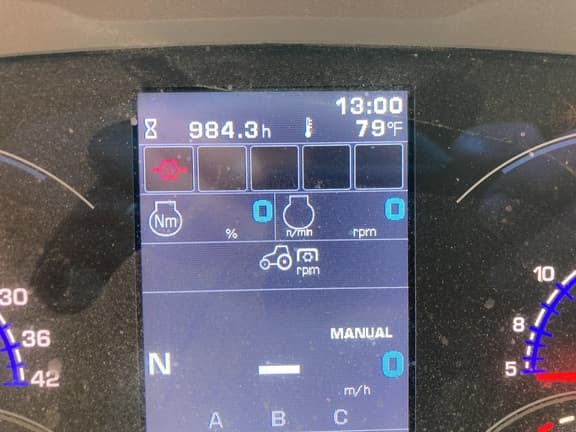 13:00
984.3h 79°F
Nm 0 % n/min 0 rpm
rpm
10
30
MANUAL
8
36
N 0
5
42
m/h
A B C